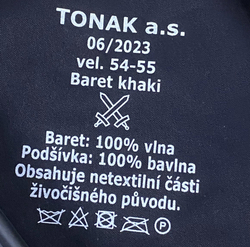 TONAK a.s.
06/2023
vel. 54-55
Baret khaki
Baret: 100% vlna
Podšívka: 100% bavlna
Obsahuje netextilní části
živočišného původu.
P